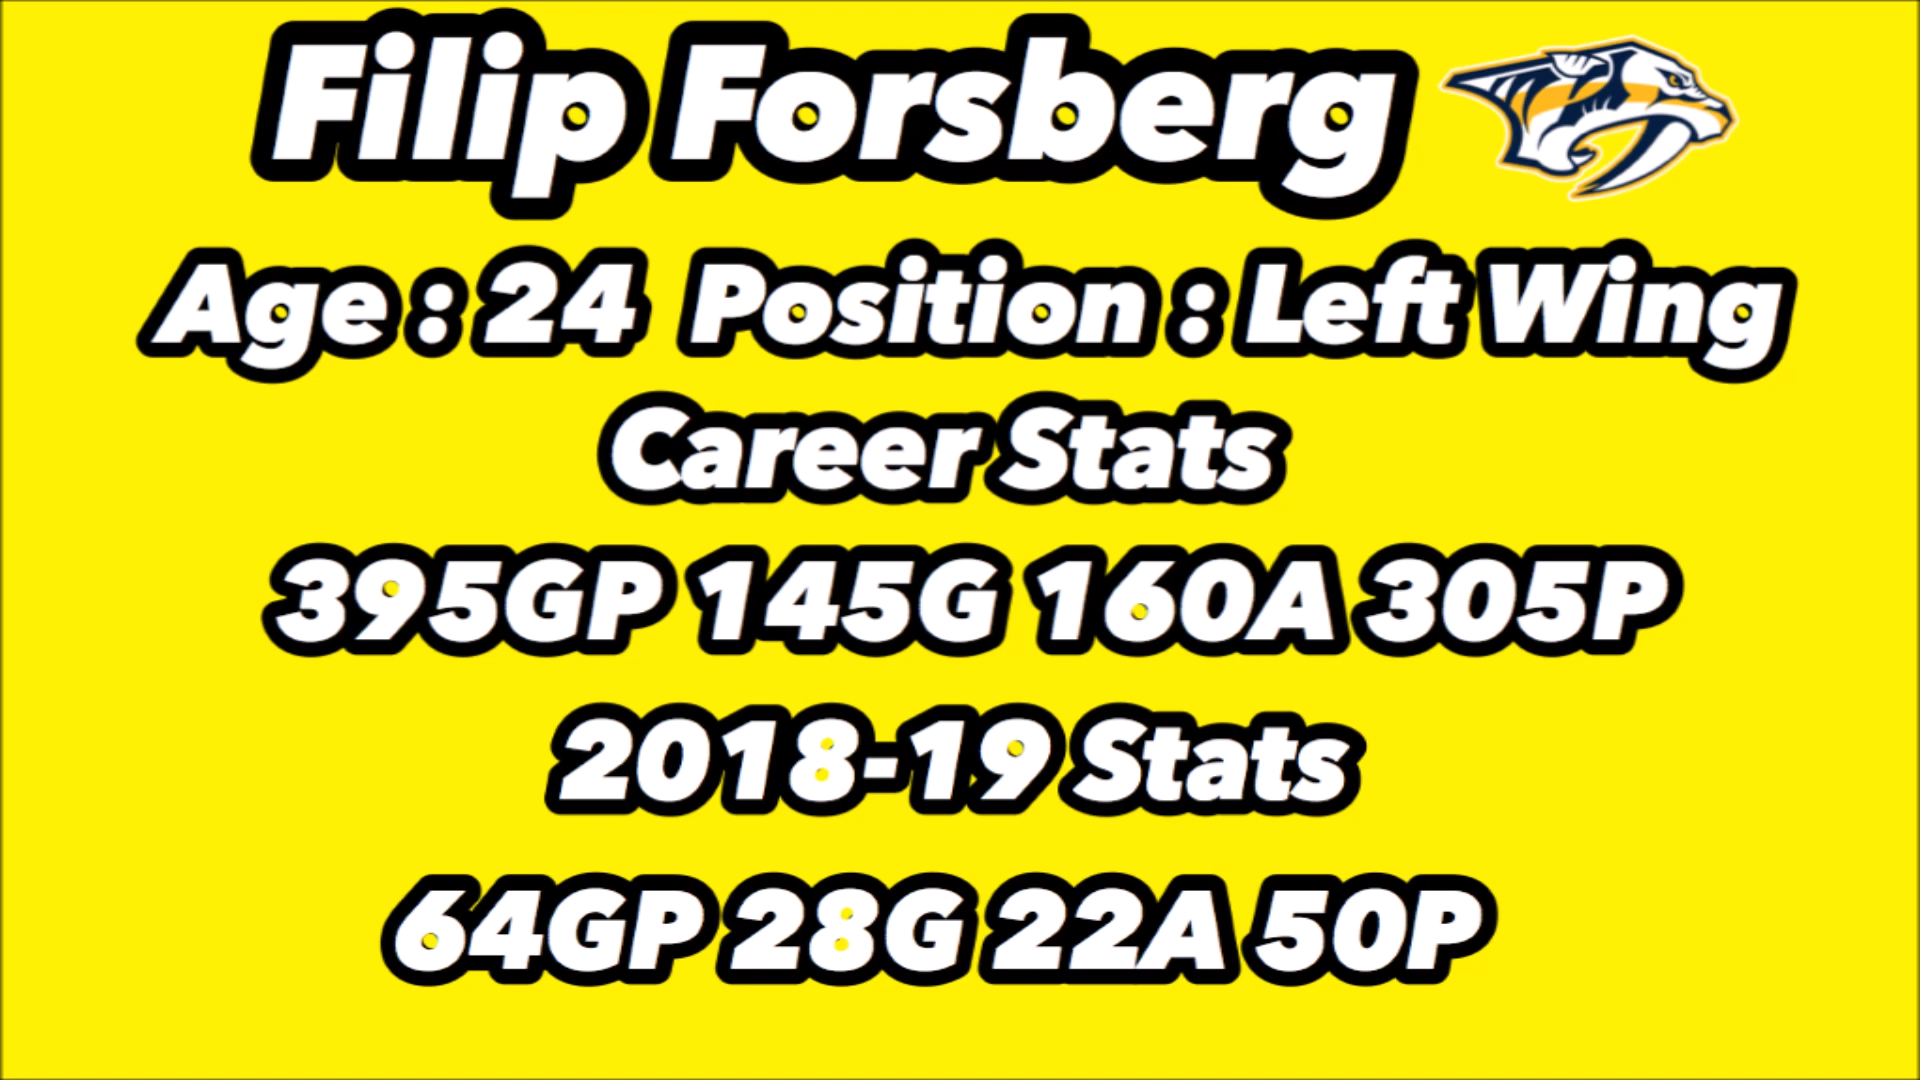 Filip Forsberg
Age : 24 Position : Left Wing
Career Stats
395GP 145G 160A 305P
2018-19 Stats
64GP 28G 22A 50P